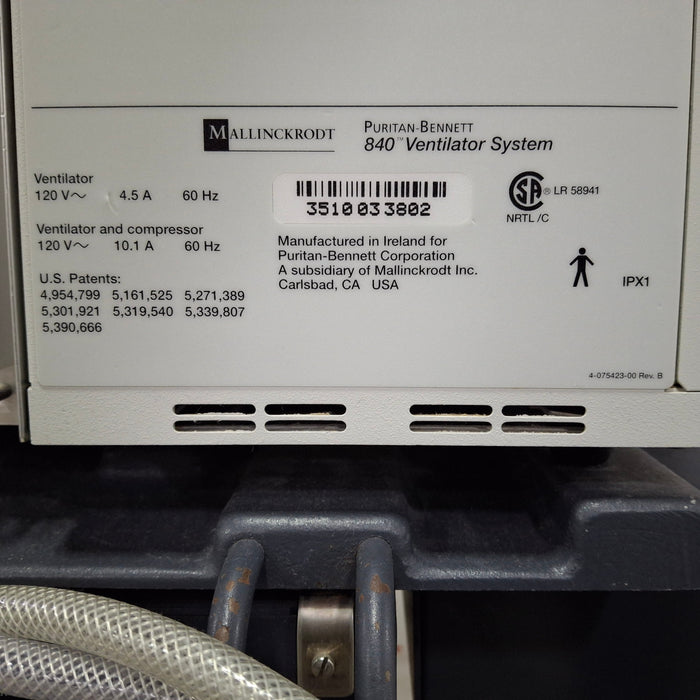 MALLINCKRODT
PURITAN-BENNETT
840™ Ventilator System
Ventilator
120 V~ 4.5 A 60 Hz
Ventilator and compressor
120 V~ 10.1 A 60 Hz
U.S. Patents:
4,954,799 5,161,525 5,271,389
5,301,921 5,319,540 5,339,807
5,390,666
3510033802
Manufactured in Ireland for
Puritan-Bennett Corporation
A subsidiary of Mallinckrodt Inc.
Carlsbad, CA USA
SA ® LR 58941
NRTL /C
IPX1
4-075423-00 Rev. B